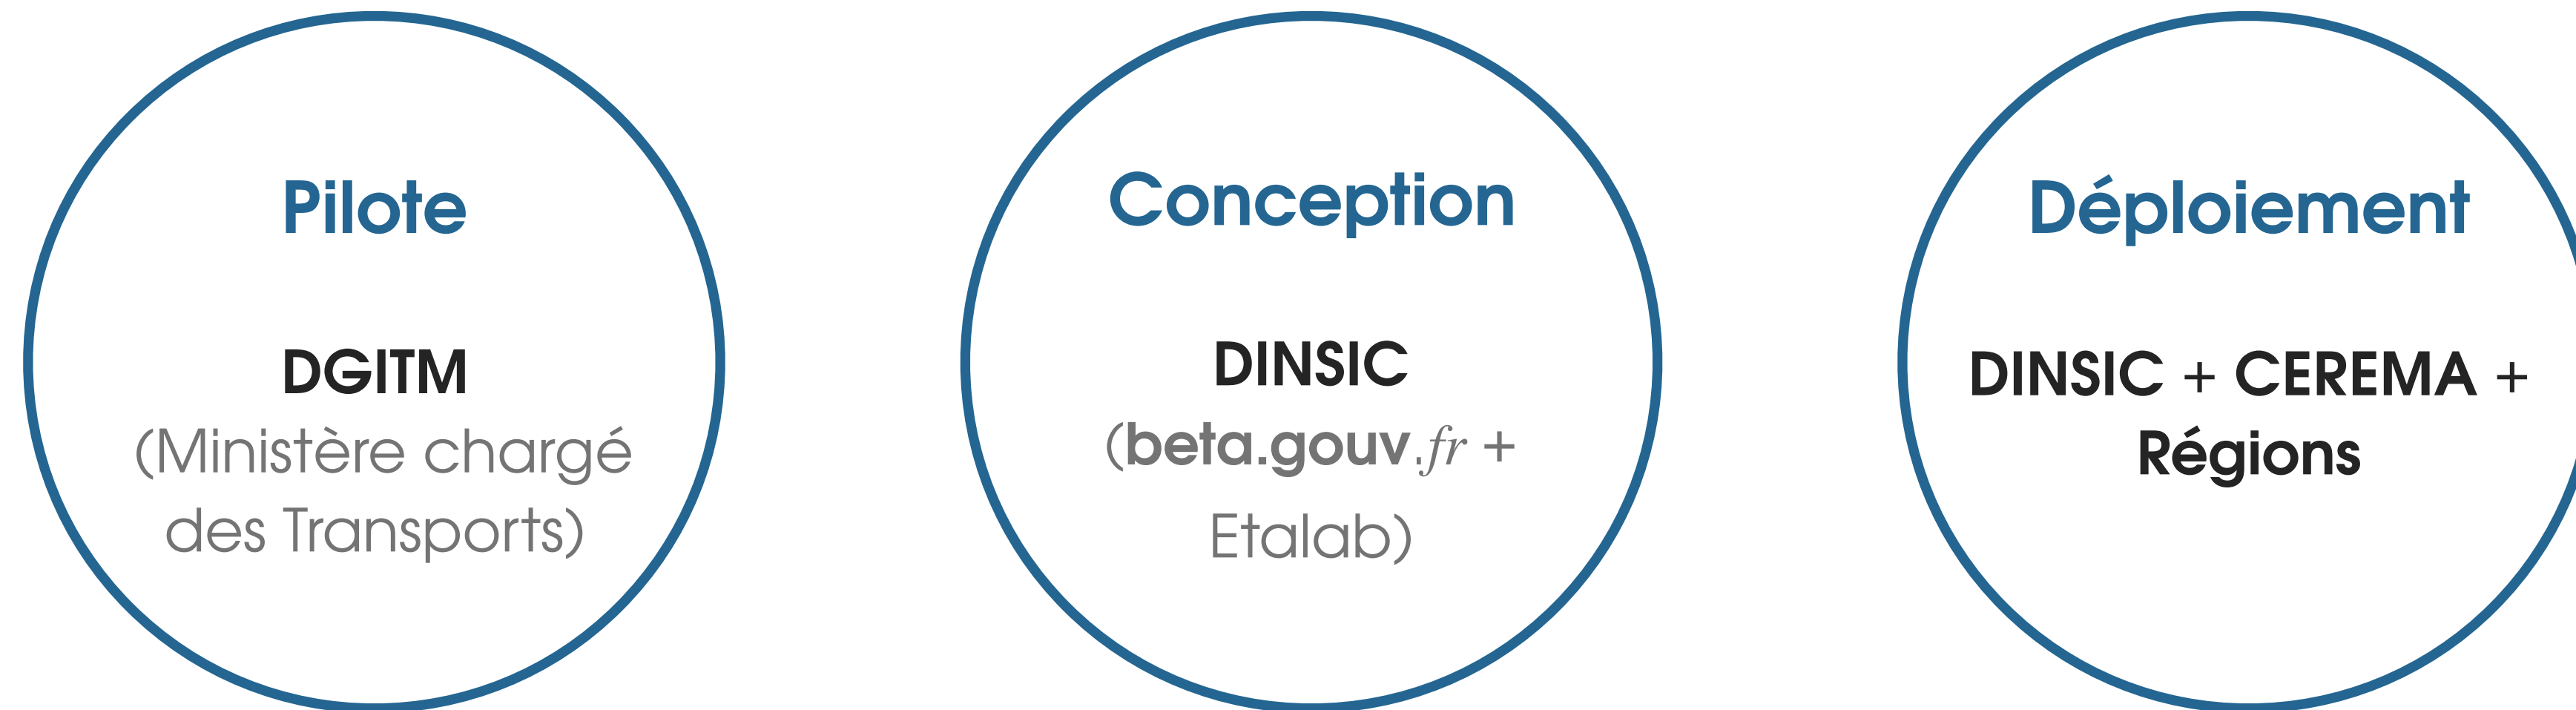 Pilote
DGITM
(Ministère chargé
des Transports)
Conception
DINSIC
(beta.gouv.fr +
Etalab)
Déploiement
DINSIC + CEREMA +
Régions